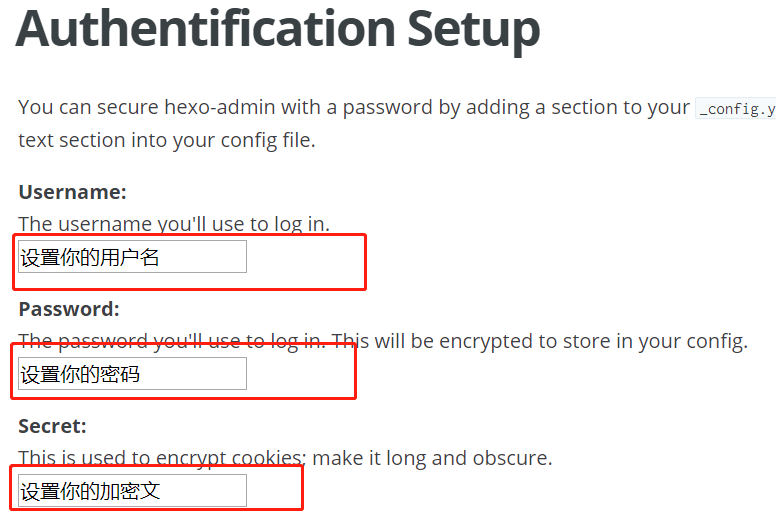 Authentification Setup
You can secure hexo-admin with a password by adding a section to your _config.y
text section into your config file.
Username:
The username you'll use to log in.
设置你的用户名
Password:
The password you'll use to log in. This will be encrypted to store in your config.
设置你的密码
Secret:
This is used to encrypt cookies; make it long and obscure.
设置你的加密文